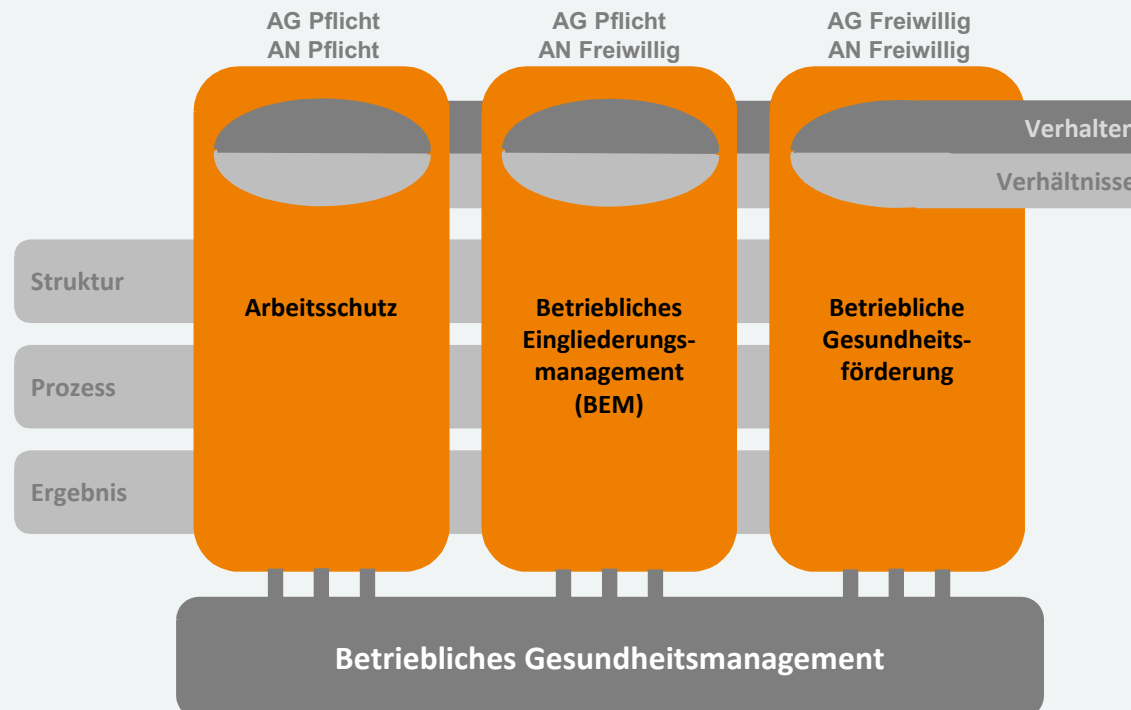 AG Pflicht
AN Pflicht
AG Pflicht
AN Freiwillig
AG Freiwillig
AN Freiwillig
Verhalten
Verhältnisse
Struktur
Prozess
Ergebnis
Arbeitsschutz
Betriebliches
Eingliederungs-
management
(BEM)
Betriebliche
Gesundheits-
förderung
Betriebliches Gesundheitsmanagement